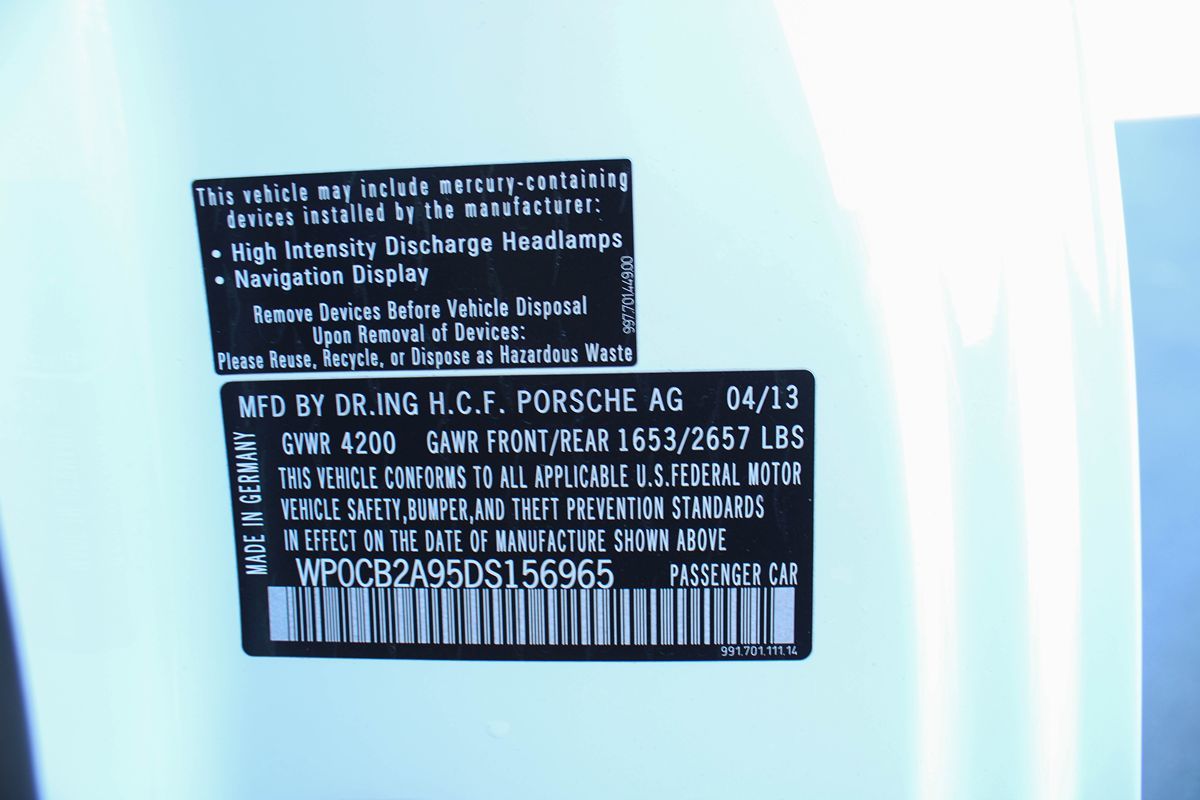 This vehicle may include mercury-containing
devices installed by the manufacturer:
• High Intensity Discharge Headlamps
• Navigation Display
Remove Devices Before Vehicle Disposal
Upon Removal of Devices:
Please Reuse, Recycle, or Dispose as Hazardous Waste
997.701.449.00
MFD BY DR.ING H.C.F. PORSCHE AG 04/13
GVWR 4200 GAWR FRONT/REAR 1653/2657 LBS
THIS VEHICLE CONFORMS TO ALL APPLICABLE U.S.FEDERAL MOTOR
VEHICLE SAFETY,BUMPER,AND THEFT PREVENTION STANDARDS
IN EFFECT ON THE DATE OF MANUFACTURE SHOWN ABOVE
MADE IN GERMANY
WP0CB2A95DS156965 PASSENGER CAR
991.701.111.14